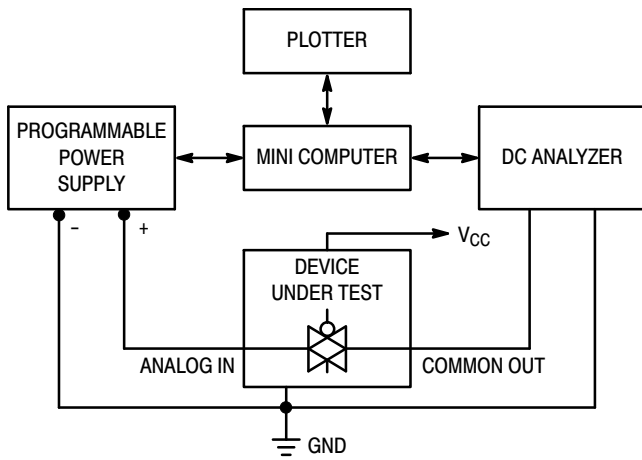 PLOTTER
PROGRAMMABLE
POWER
SUPPLY
MINI COMPUTER
DC ANALYZER
– +
VCC
DEVICE
UNDER TEST
ANALOG IN
COMMON OUT
GND